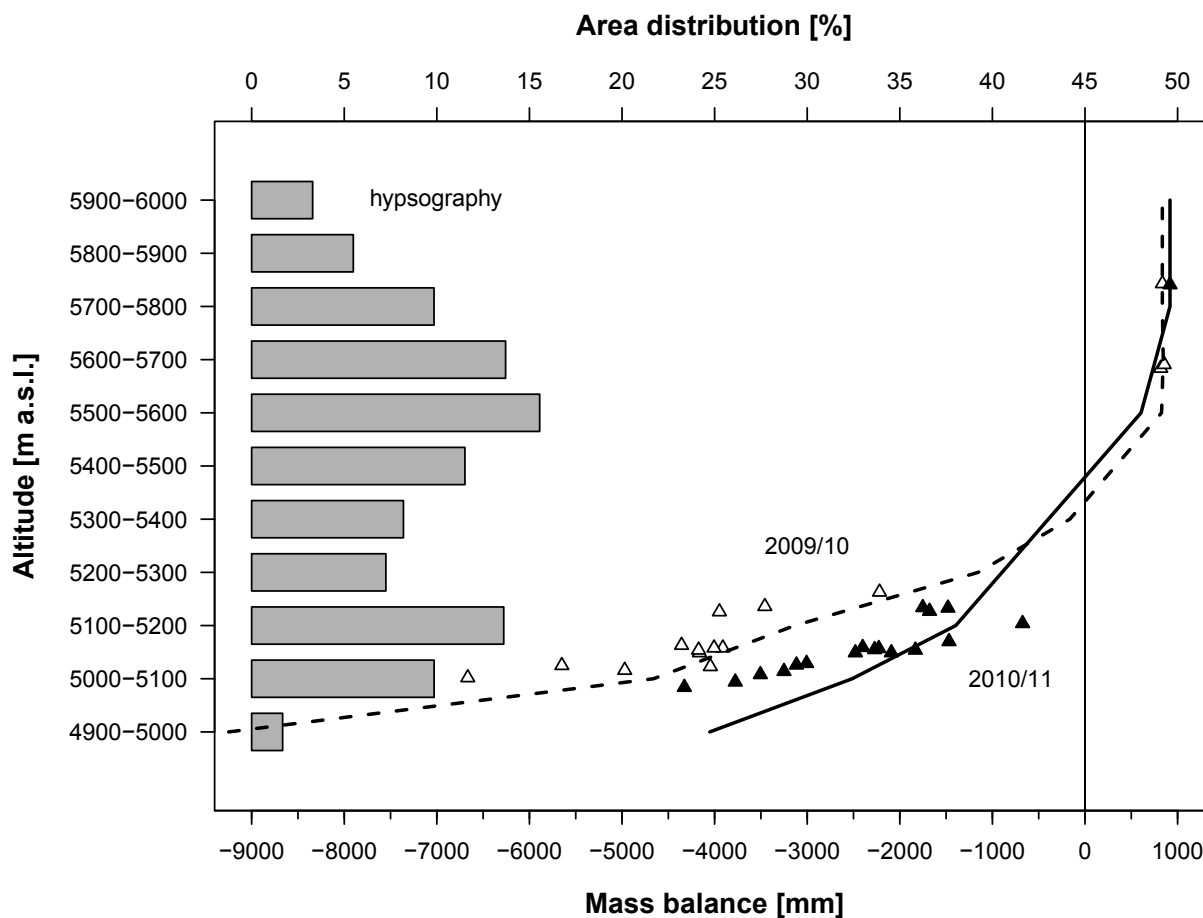 Area distribution [%]
0 5 10 15 20 25 30 35 40 45 50
Altitude [m a.s.l.]
5900−6000
5800−5900
5700−5800
5600−5700
5500−5600
5400−5500
5300−5400
5200−5300
5100−5200
5000−5100
4900−5000
hypsography
2009/10
2010/11
−9000 −8000 −7000 −6000 −5000 −4000 −3000 −2000 −1000 0 1000
Mass balance [mm]